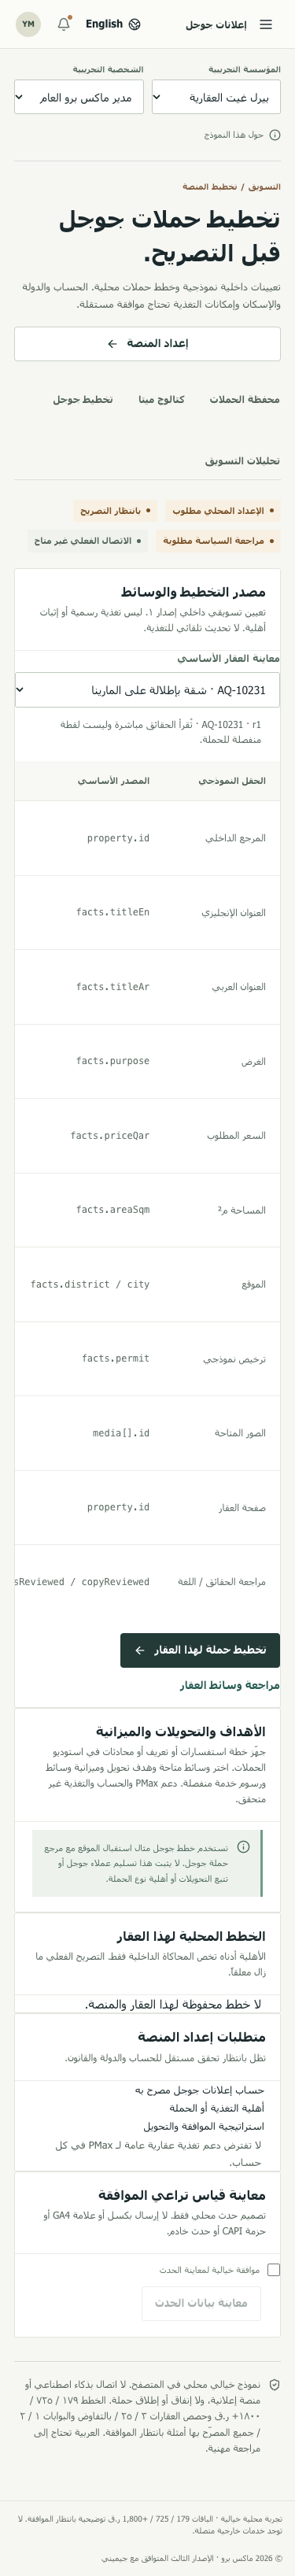 إعلانات جوجل
English
YM
المؤسسة التجريبية
الشخصية التجريبية
بيرل غيت العقارية
مدير ماكس برو العام
حول هذا النموذج
التسويق / تخطيط المنصة
تخطيط حملات جوجل
قبل التصريح.
تعيينات داخلية نموذجية وخطط حملات محلية. الحساب والدولة
والإسكان وإمكانات التغذية تحتاج موافقة مستقلة.
إعداد المنصة
محفظة الحملات
كتالوج ميتا
تخطيط جوجل
تحليلات التسويق
الإعداد المحلي مطلوب
بانتظار التصريح
مراجعة السياسة مطلوبة
الاتصال الفعلي غير متاح
مصدر التخطيط والوسائط
تعيين تسويقي داخلي إصدار ١. ليس تغذية رسمية أو إثبات
أهلية. لا تحديث تلقائي للتغذية.
معاينة العقار الأساسي
AQ-10231 · شقة بإطلالة على المارينا
AQ-10231 · r1 · تُقرأ الحقائق مباشرة وليست لقطة
منفصلة للحملة.
الحقل النموذجي
المصدر الأساسي
المرجع الداخلي
property.id
العنوان الإنجليزي
facts.titleEn
العنوان العربي
facts.titleAr
الغرض
facts.purpose
السعر المطلوب
facts.priceQar
المساحة م²
facts.areaSqm
الموقع
facts.district / city
ترخيص نموذجي
facts.permit
الصور المتاحة
media[].id
صفحة العقار
property.id
مراجعة الحقائق / اللغة
sReviewed / copyReviewed
تخطيط حملة لهذا العقار
مراجعة وسائط العقار
الأهداف والتحويلات والميزانية
جهّز خطة استفسارات أو تعريف أو محادثات في استوديو
الحملات. اختر وسائط متاحة وهدف تحويل وميزانية وسائط
ورسوم خدمة منفصلة. دعم PMax والحساب والتغذية غير
متحقق.
تستخدم خطط جوجل مثال استقبال الموقع مع مرجع
حملة جوجل. لا يثبت هذا تسليم عملاء جوجل أو
تتبع التحويلات أو أهلية نوع الحملة.
الخطط المحلية لهذا العقار
الأهلية أدناه تخص المحاكاة الداخلية فقط. التصريح الفعلي ما
زال معلقاً.
لا خطط محفوظة لهذا العقار والمنصة.
متطلبات إعداد المنصة
تظل بانتظار تحقق مستقل للحساب والدولة والقانون.
حساب إعلانات جوجل مصرح به
أهلية التغذية أو الحملة
استراتيجية الموافقة والتحويل
لا تفترض دعم تغذية عقارية عامة لـ PMax في كل
حساب.
معاينة قياس تراعي الموافقة
تصميم حدث محلي فقط. لا إرسال بكسل أو علامة GA4 أو
حزمة CAPI أو حدث خادم.
موافقة خيالية لمعاينة الحدث
معاينة بيانات الحدث
نموذج خيالي محلي في المتصفح. لا اتصال بذكاء اصطناعي أو
منصة إعلانية، ولا إنفاق أو إطلاق حملة. الخطط ١٧٩ / ٧٢٥ /
١٨٠٠+ ر.ق وحصص العقارات ٣ / ٢٥ / بالتفاوض والبوابات ١ / ٢
/ جميع المصرّح بها أمثلة بانتظار الموافقة. العربية تحتاج إلى
مراجعة مهنية.
تجربة محلية خيالية · الباقات 179 / 725 / +1,800 ر.ق توضيحية بانتظار الموافقة. لا
توجد خدمات خارجية متصلة.
© 2026 ماكس برو · الإصدار الثالث المتوافق مع جيميني